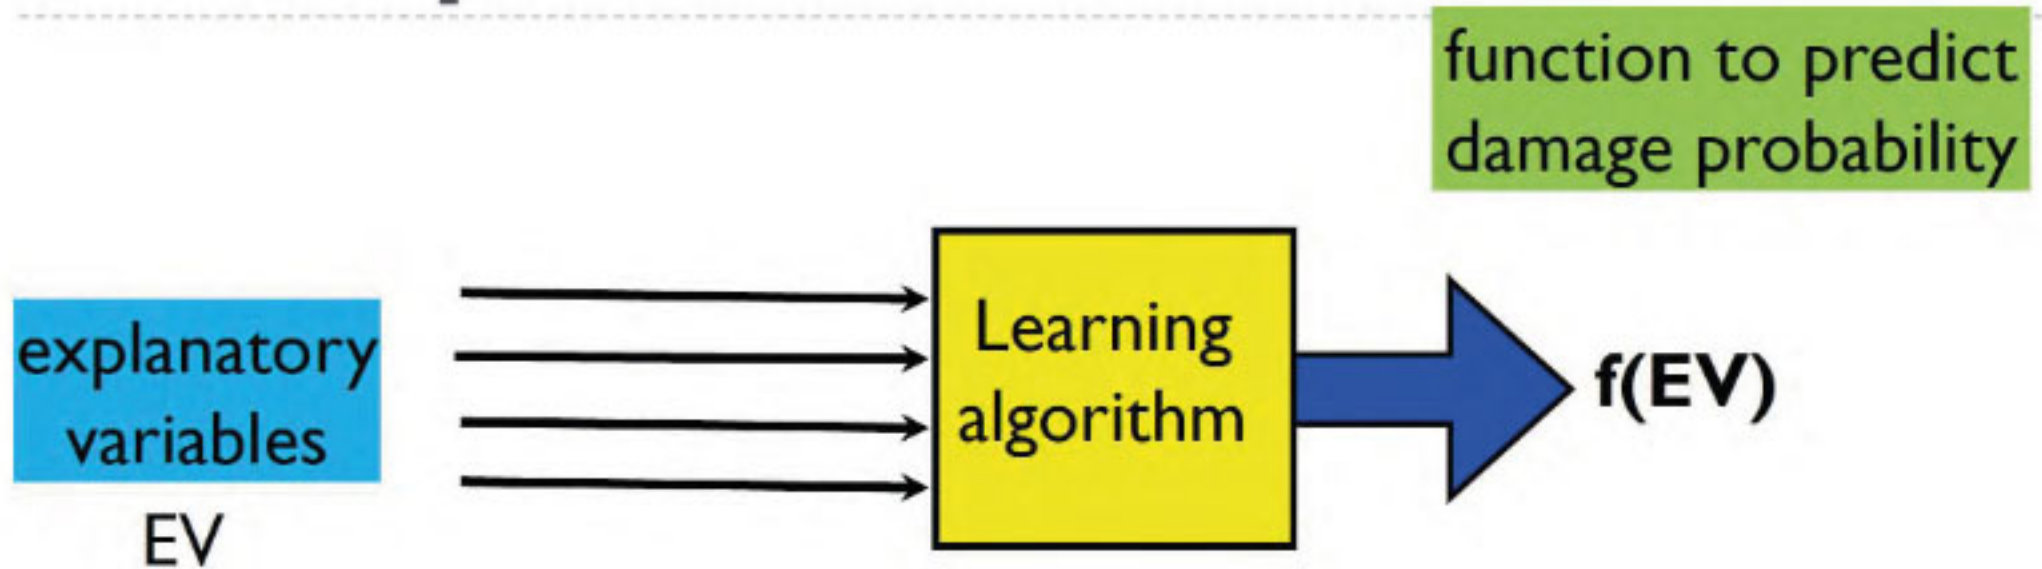 function to predict
damage probability
explanatory
variables
EV
Learning
algorithm
f(EV)